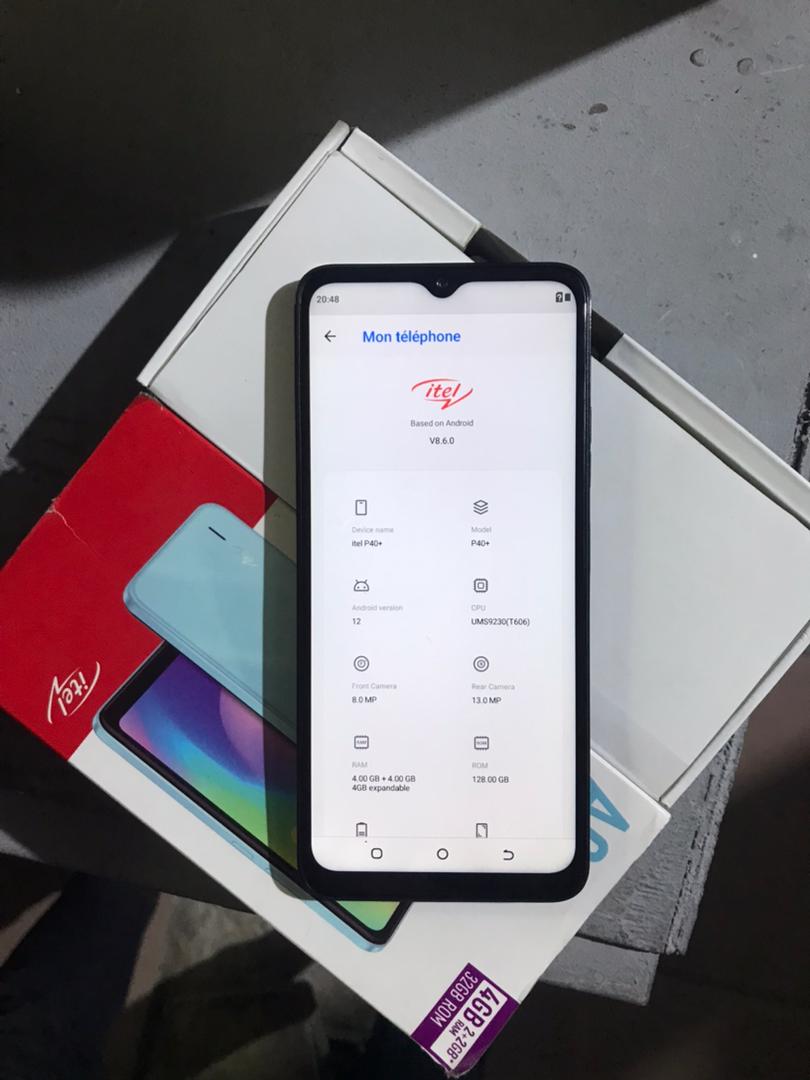 20:48
Mon téléphone
itel
Based on Android
V8.6.0
Device name
itel P40+
Model
P40+
Android version
12
CPU
UMS9230(T606)
Front Camera
8.0 MP
Rear Camera
13.0 MP
RAM
RAM
4.00 GB + 4.00 GB
4GB expandable
ROM
ROM
128.00 GB
itel
4GB 2+2GB*
RAM
32GB ROM